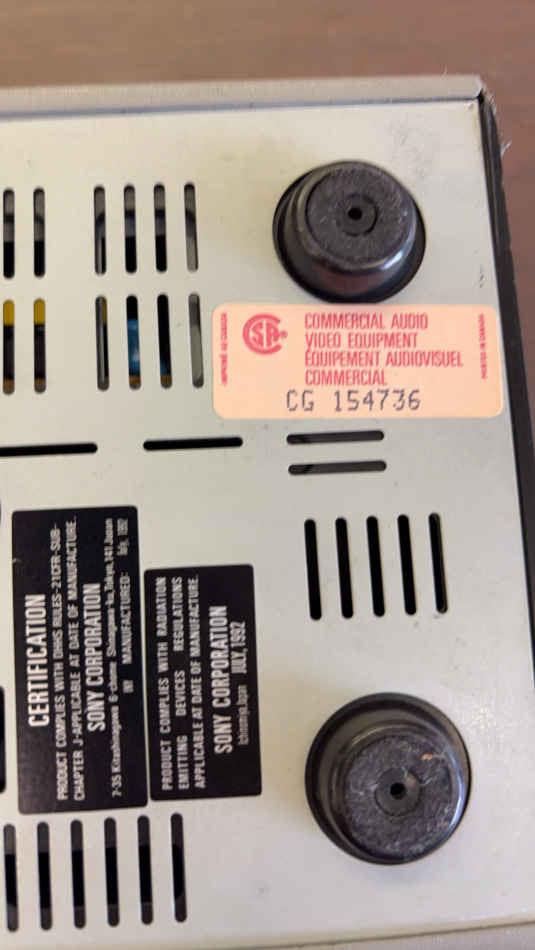 IMPRIMÉ AU CANADA
CSA
COMMERCIAL AUDIO
VIDEO EQUIPMENT
ÉQUIPEMENT AUDIOVISUEL
COMMERCIAL
CG 154736
PRINTED IN CANADA
CERTIFICATION
PRODUCT COMPLIES WITH DHHS RULES-21CFR-SUB-
CHAPTER J-APPLICABLE AT DATE OF MANUFACTURE.
SONY CORPORATION
7-35 Kitashinagawa 6-chome Shinagawa-ku, Tokyo, 141 Japan
MANUFACTURED: July, 1992
PRODUCT COMPLIES WITH RADIATION
EMITTING DEVICES REGULATIONS
APPLICABLE AT DATE OF MANUFACTURE.
SONY CORPORATION
Ichinomiya, Japan JULY, 1992